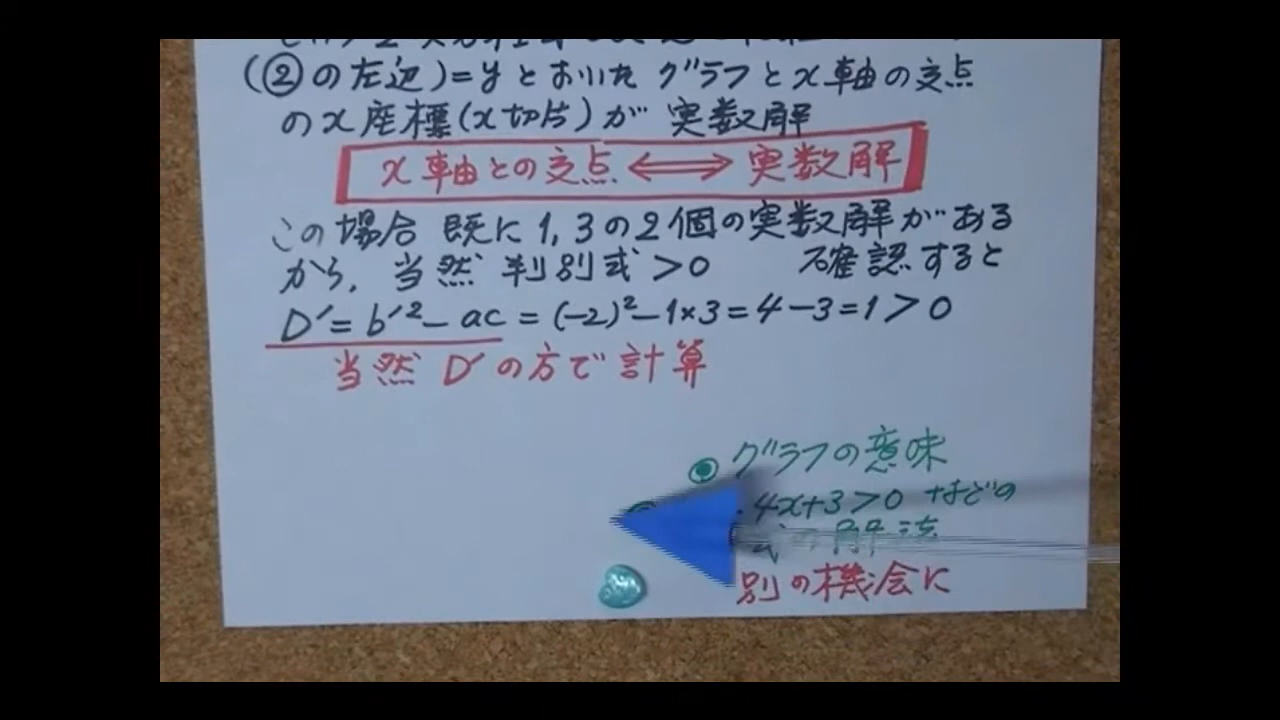 (②の左辺)=yとおいたグラフとx軸の交点
のx座標(x切片)が 実数解
x軸との交点⟺実数解
この場合 既に1,3の2個の実数解がある
から、当然 判別式>0 確認すると
D′=b′²−ac=(−2)²−1×3=4−3=1>0
当然 D′の方で計算
◉グラフの意味
4x+3>0 などの
式の解法
別の機会に